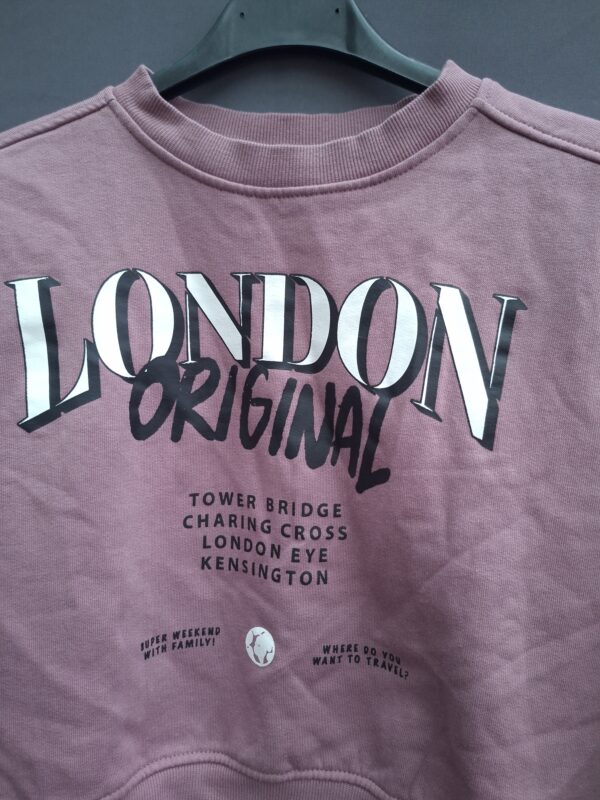 LONDON
ORIGINAL
TOWER BRIDGE
CHARING CROSS
LONDON EYE
KENSINGTON
SUPER WEEKEND
WITH FAMILY!
WHERE DO YOU
WANT TO TRAVEL?